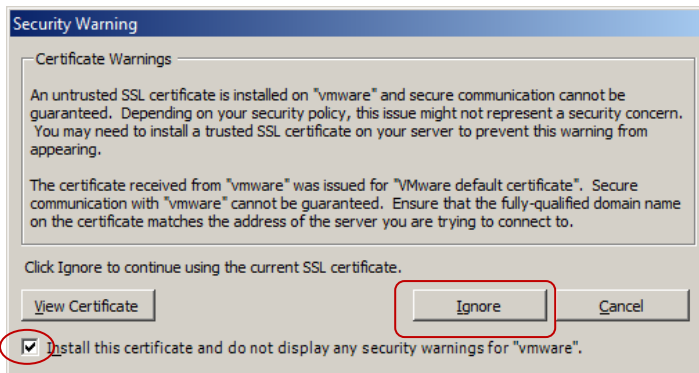 Security Warning
Certificate Warnings
An untrusted SSL certificate is installed on "vmware" and secure communication cannot be
guaranteed.  Depending on your security policy, this issue might not represent a security concern.
You may need to install a trusted SSL certificate on your server to prevent this warning from
appearing.
The certificate received from "vmware" was issued for "VMware default certificate".  Secure
communication with "vmware" cannot be guaranteed.  Ensure that the fully-qualified domain name
on the certificate matches the address of the server you are trying to connect to.
Click Ignore to continue using the current SSL certificate.
View Certificate Ignore Cancel
Install this certificate and do not display any security warnings for "vmware".